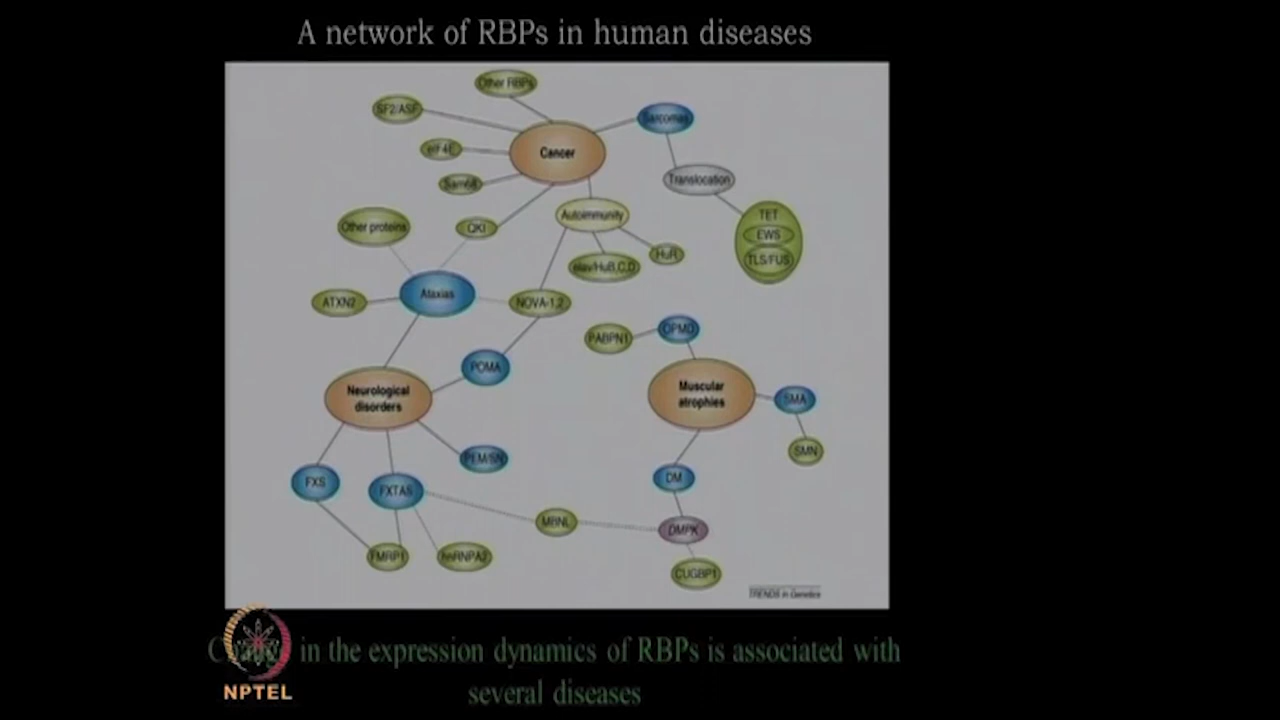 A network of RBPs in human diseases
Other RBPs
SF2/ASF
Sarcomas
eIF4E
Cancer
Sam68
Translocation
Other proteins
QKI
Autoimmunity
TET
EWS
TLS/FUS
HuR
elav/HuB,C,D
ATXN2
Ataxias
NOVA-1,2
PABPN1
OPMD
POMA
Neurological
disorders
Muscular
atrophies
SMA
SMN
PEM/SN
FXS
FXTAS
DM
MBNL
DMPK
FMRP1
hnRNPA2
CUGBP1
TRENDS in Genetics
in the expression dynamics of RBPs is associated with
several diseases
NPTEL